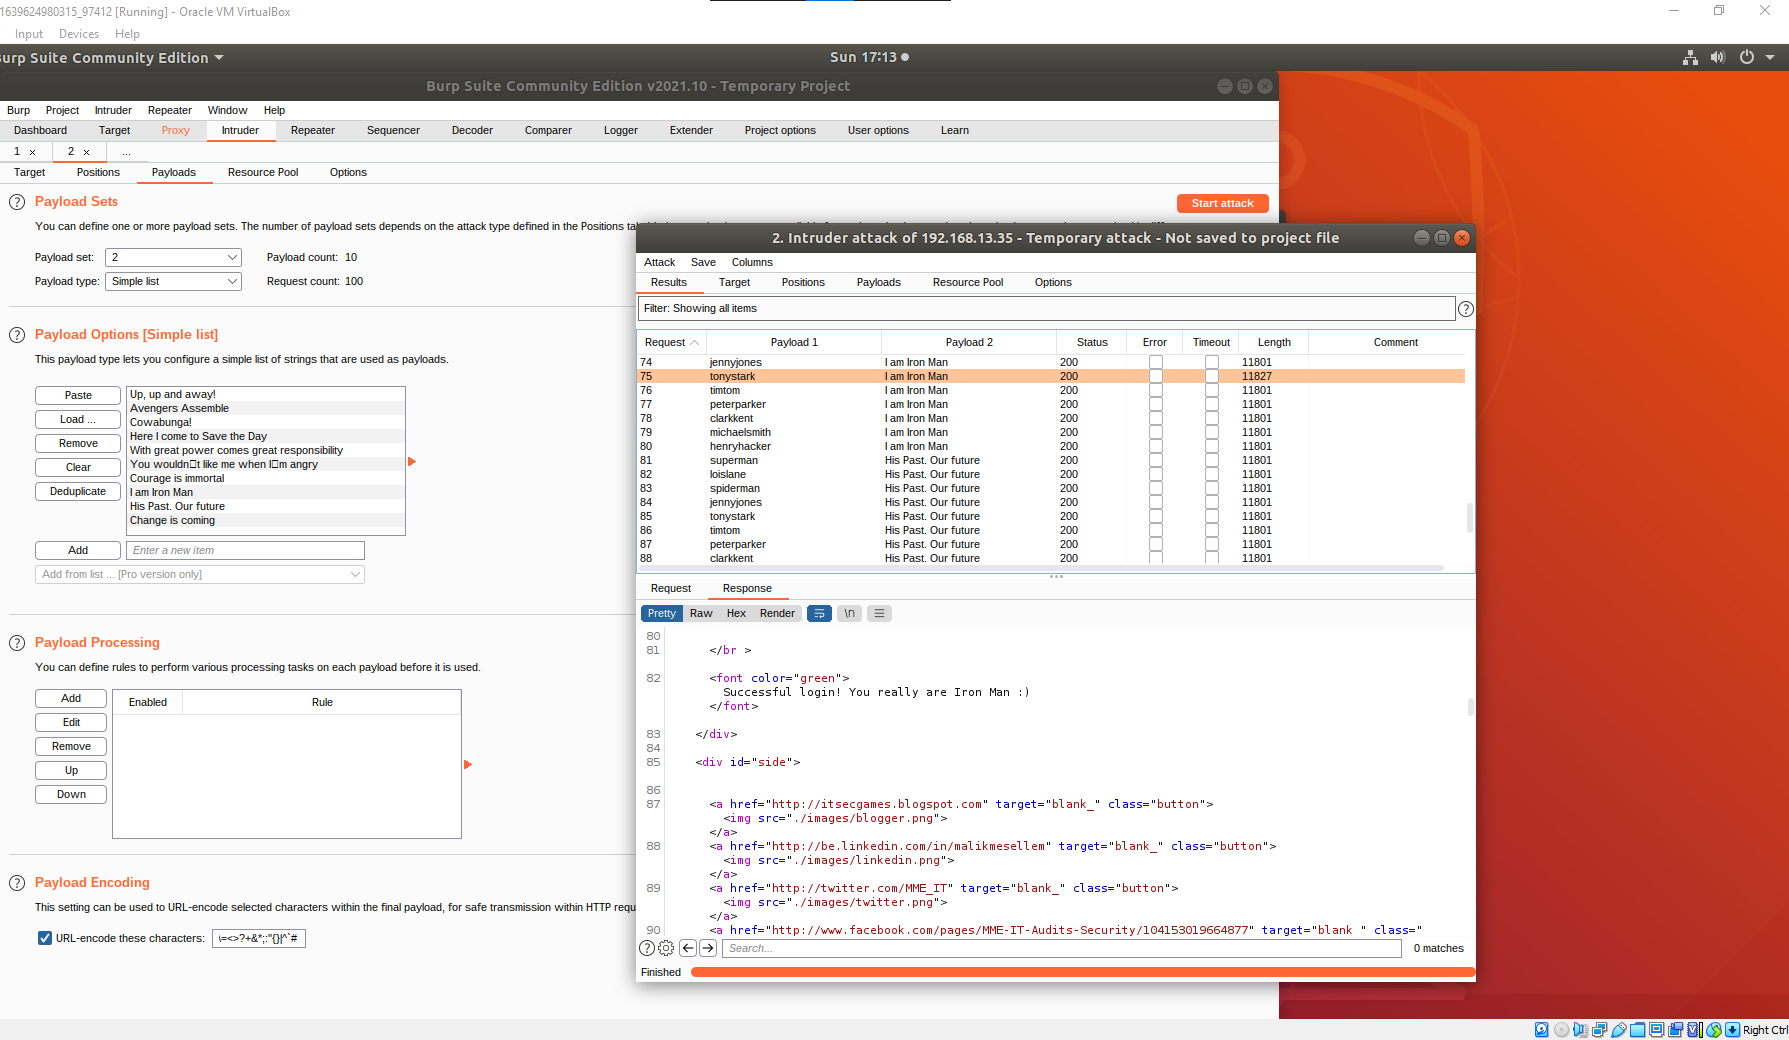 1639624980315_97412 [Running] - Oracle VM VirtualBox
Input Devices Help
urp Suite Community Edition
Sun 17:13
Burp Suite Community Edition v2021.10 - Temporary Project
Burp Project Intruder Repeater Window Help
Dashboard Target Proxy Intruder Repeater Sequencer Decoder Comparer Logger Extender Project options User options Learn
1 × 2 × ...
Target Positions Payloads Resource Pool Options
Payload Sets
Start attack
You can define one or more payload sets. The number of payload sets depends on the attack type defined in the Positions ta
Payload set: 2 Payload count: 10
Payload type: Simple list Request count: 100
Payload Options [Simple list]
This payload type lets you configure a simple list of strings that are used as payloads.
Paste
Load ...
Remove
Clear
Deduplicate
Up, up and away!
Avengers Assemble
Cowabunga!
Here I come to Save the Day
With great power comes great responsibility
You wouldn□t like me when I□m angry
Courage is immortal
I am Iron Man
His Past. Our future
Change is coming
Add Enter a new item
Add from list ... [Pro version only]
Payload Processing
You can define rules to perform various processing tasks on each payload before it is used.
Add
Edit
Remove
Up
Down
Enabled Rule
Payload Encoding
This setting can be used to URL-encode selected characters within the final payload, for safe transmission within HTTP requ
URL-encode these characters: \=<>?+&*;:"{}|^`#
2. Intruder attack of 192.168.13.35 - Temporary attack - Not saved to project file
Attack Save Columns
Results Target Positions Payloads Resource Pool Options
Filter: Showing all items
Request Payload 1 Payload 2 Status Error Timeout Length Comment
74 jennyjones I am Iron Man 200 11801
75 tonystark I am Iron Man 200 11827
76 timtom I am Iron Man 200 11801
77 peterparker I am Iron Man 200 11801
78 clarkkent I am Iron Man 200 11801
79 michaelsmith I am Iron Man 200 11801
80 henryhacker I am Iron Man 200 11801
81 superman His Past. Our future 200 11801
82 loislane His Past. Our future 200 11801
83 spiderman His Past. Our future 200 11801
84 jennyjones His Past. Our future 200 11801
85 tonystark His Past. Our future 200 11801
86 timtom His Past. Our future 200 11801
87 peterparker His Past. Our future 200 11801
88 clarkkent His Past. Our future 200 11801
Request Response
Pretty Raw Hex Render \n
80
81 </br >
82 <font color="green">
Successful login! You really are Iron Man :)
</font>
83 </div>
84
85 <div id="side">
86
87 <a href="http://itsecgames.blogspot.com" target="blank_" class="button">
<img src="./images/blogger.png">
</a>
88 <a href="http://be.linkedin.com/in/malikmesellem" target="blank_" class="button">
<img src="./images/linkedin.png">
</a>
89 <a href="http://twitter.com/MME_IT" target="blank_" class="button">
<img src="./images/twitter.png">
</a>
90 <a href="http://www.facebook.com/pages/MME-IT-Audits-Security/104153019664877" target="blank_" class="
Search... 0 matches
Finished
Right Ctrl